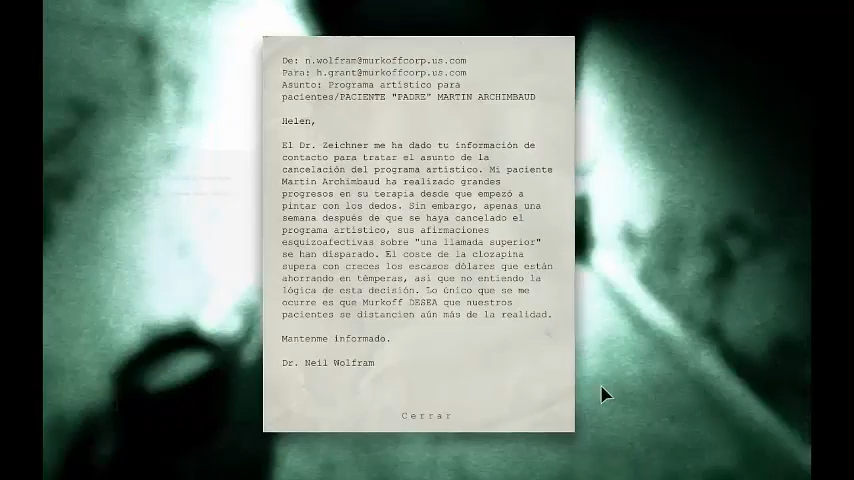 De: n.wolfram@murkoffcorp.us.com
Para: h.grant@murkoffcorp.us.com
Asunto: Programa artístico para
pacientes/PACIENTE "PADRE" MARTIN ARCHIMBAUD
Helen,
El Dr. Zeichner me ha dado tu información de
contacto para tratar el asunto de la
cancelación del programa artístico. Mi paciente
Martin Archimbaud ha realizado grandes
progresos en su terapia desde que empezó a
pintar con los dedos. Sin embargo, apenas una
semana después de que se haya cancelado el
programa artístico, sus afirmaciones
esquizoafectivas sobre "una llamada superior"
se han disparado. El coste de la clozapina
supera con creces los escasos dólares que están
ahorrando en témperas, así que no entiendo la
lógica de esta decisión. Lo único que se me
ocurre es que Murkoff DESEA que nuestros
pacientes se distancien aún más de la realidad.
Mantenme informado.
Dr. Neil Wolfram
Cerrar